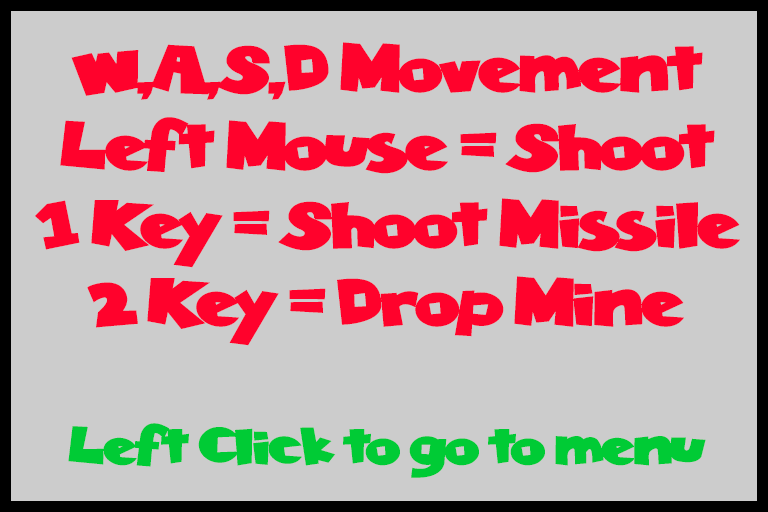 W,A,S,D Movement
Left Mouse = Shoot
1 Key = Shoot Missile
2 Key = Drop Mine
Left Click to go to menu